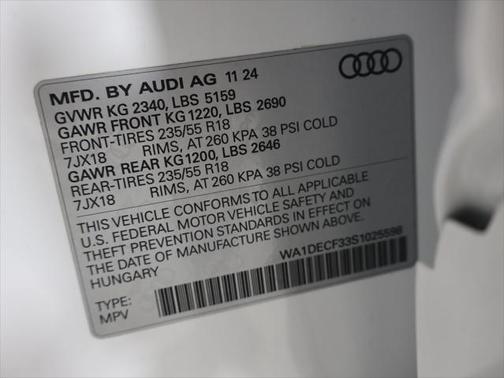 MFD. BY AUDI AG 11 24
GVWR KG 2340, LBS 5159
GAWR FRONT KG 1220, LBS 2690
FRONT-TIRES 235/55 R18
7JX18 RIMS, AT 260 KPA 38 PSI COLD
GAWR REAR KG1200, LBS 2646
REAR-TIRES 235/55 R18
7JX18 RIMS, AT 260 KPA 38 PSI COLD
THIS VEHICLE CONFORMS TO ALL APPLICABLE
U.S. FEDERAL MOTOR VEHICLE SAFETY AND
THEFT PREVENTION STANDARDS IN EFFECT ON
THE DATE OF MANUFACTURE SHOWN ABOVE.
HUNGARY
WA1DECF33S1025598
TYPE:
MPV